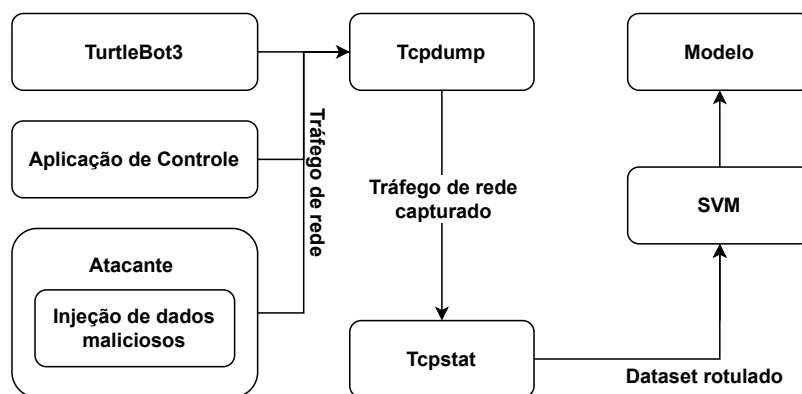 TurtleBot3
Tcpdump
Modelo
Aplicação de Controle
Tráfego de rede
Tráfego de rede
capturado
SVM
Atacante
Injeção de dados
maliciosos
Tcpstat
Dataset rotulado